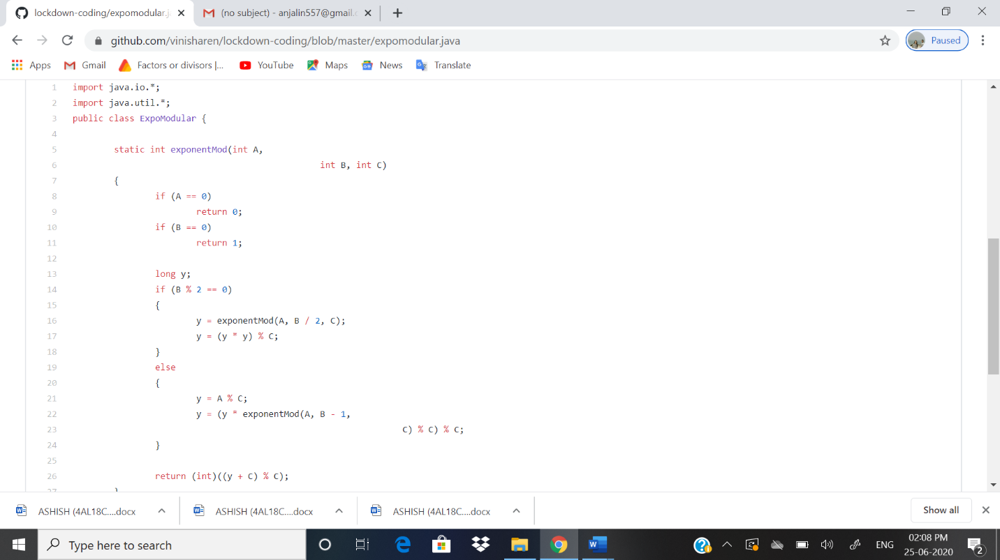 lockdown-coding/expomodular.j
(no subject) - anjalin557@gmail.c
github.com/vinisharen/lockdown-coding/blob/master/expomodular.java
Paused
Apps
Gmail
Factors or divisors |...
YouTube
Maps
News
Translate
1 import java.io.*;
2 import java.util.*;
3 public class ExpoModular {
4
5 static int exponentMod(int A,
6 int B, int C)
7 {
8 if (A == 0)
9 return 0;
10 if (B == 0)
11 return 1;
12
13 long y;
14 if (B % 2 == 0)
15 {
16 y = exponentMod(A, B / 2, C);
17 y = (y * y) % C;
18 }
19 else
20 {
21 y = A % C;
22 y = (y * exponentMod(A, B - 1,
23 C) % C) % C;
24 }
25
26 return (int)((y + C) % C);
27 }
ASHISH (4AL18C....docx
ASHISH (4AL18C....docx
ASHISH (4AL18C....docx
Show all
Type here to search
ENG
02:08 PM
25-06-2020
2